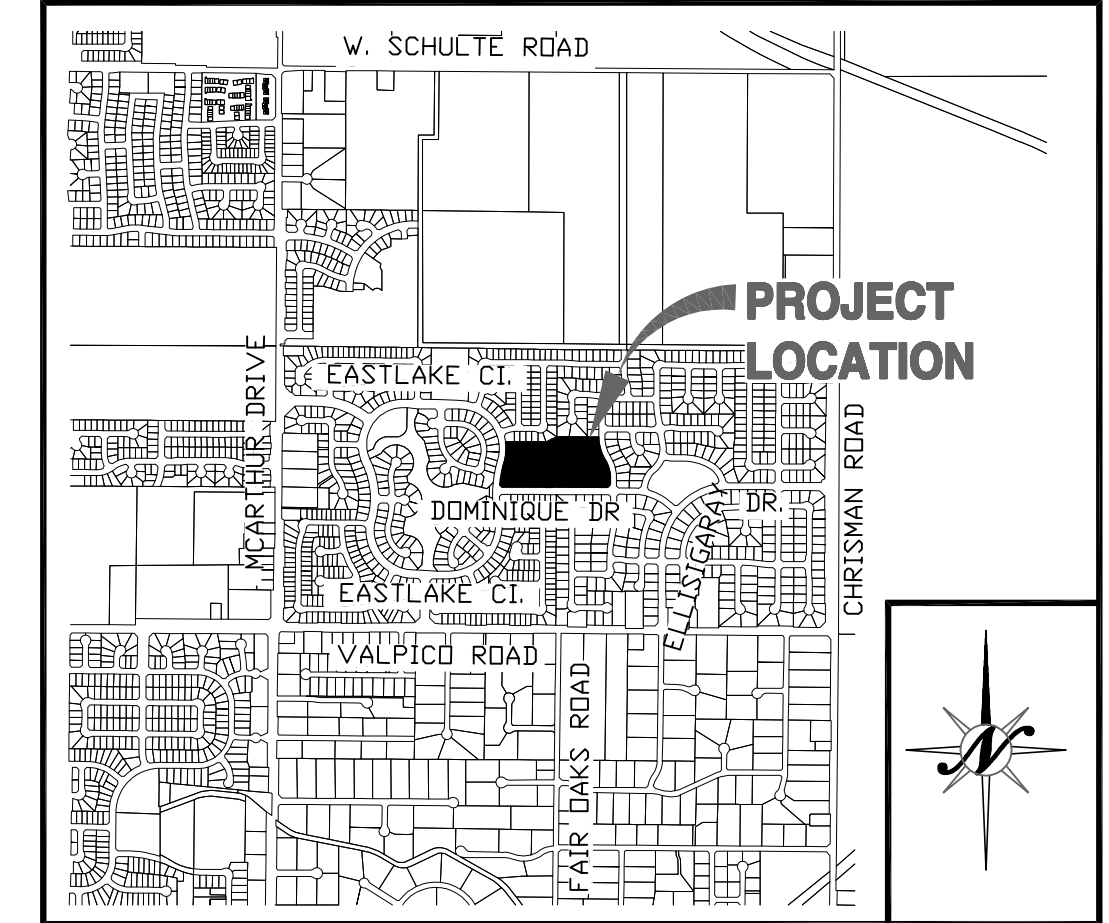 W. SCHULTE ROAD
PROJECT
LOCATION
MCARTHUR DRIVE
EASTLAKE CI.
CHRISMAN ROAD
DOMINIQUE DR
ELLISIGARAY DR.
EASTLAKE CI.
VALPICO ROAD
FAIR OAKS ROAD
N